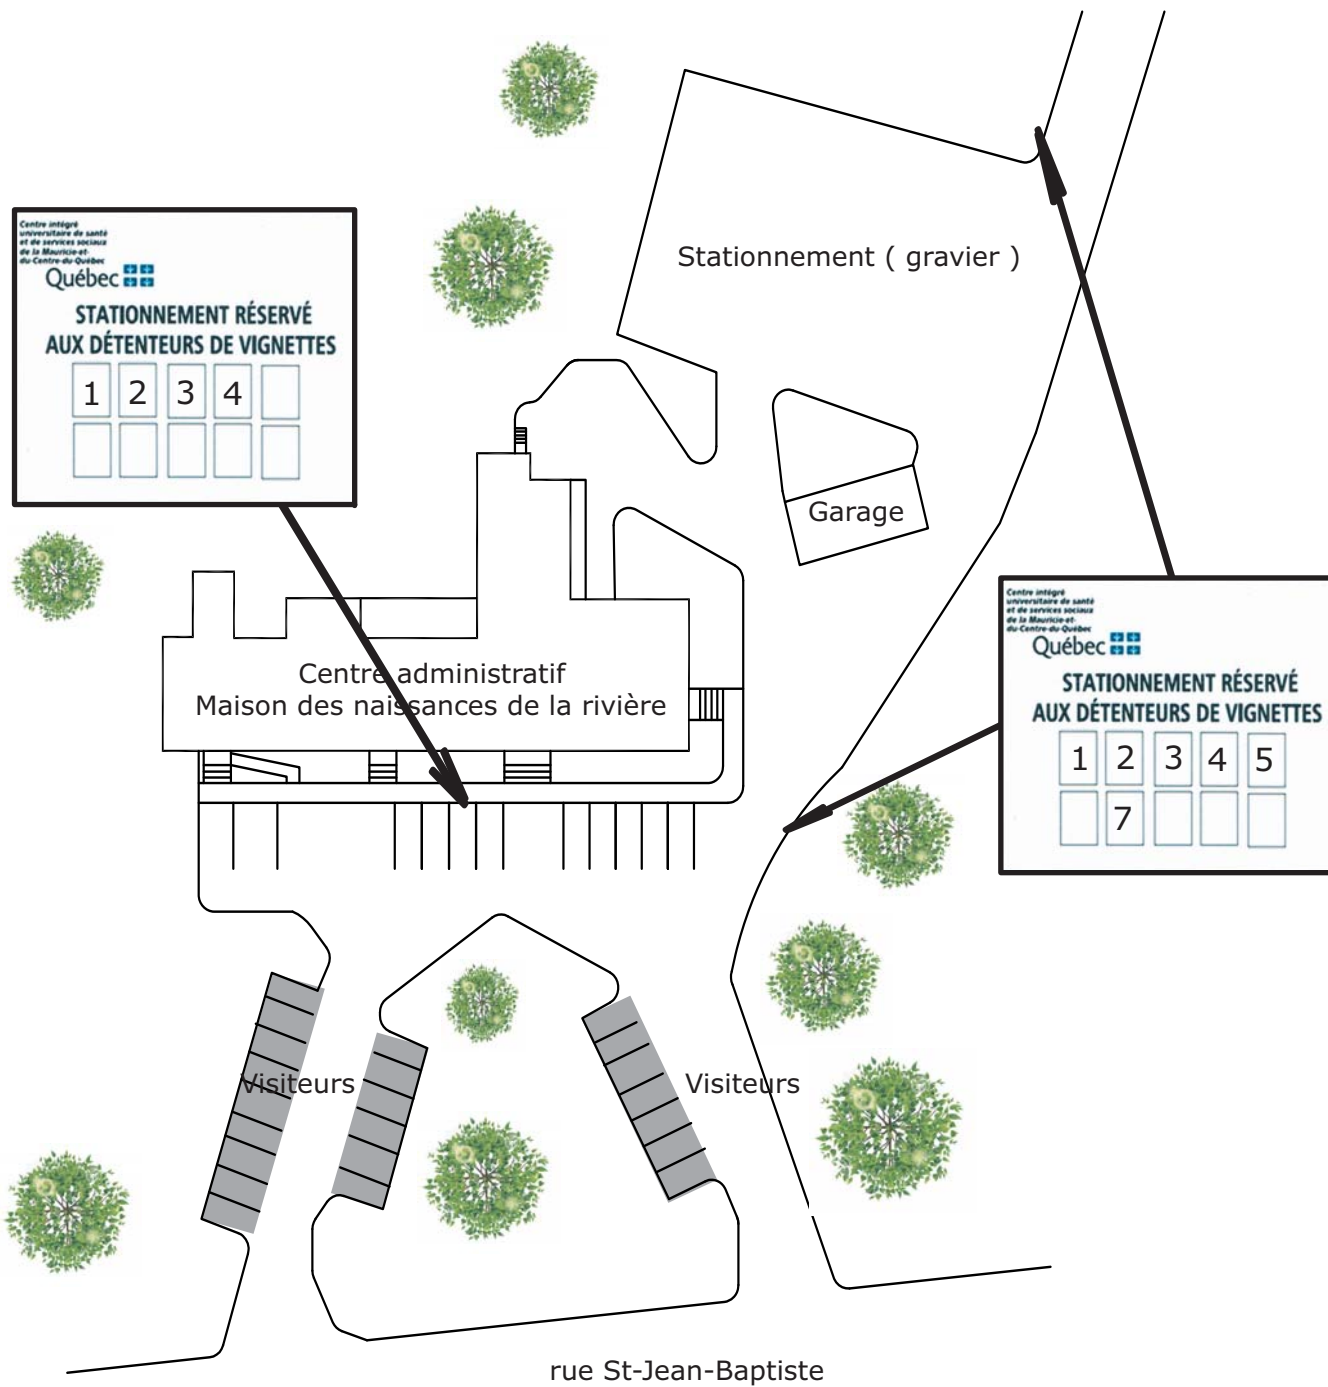 Stationnement ( gravier )
Centre intégré
universitaire de santé
et de services sociaux
de la Mauricie-et-
du-Centre-du-Québec
Québec
STATIONNEMENT RÉSERVÉ
AUX DÉTENTEURS DE VIGNETTES
1 2 3 4
Garage
Centre administratif
Maison des naissances de la rivière
Centre intégré
universitaire de santé
et de services sociaux
de la Mauricie-et-
du-Centre-du-Québec
Québec
STATIONNEMENT RÉSERVÉ
AUX DÉTENTEURS DE VIGNETTES
1 2 3 4 5
7
Visiteurs
Visiteurs
rue St-Jean-Baptiste